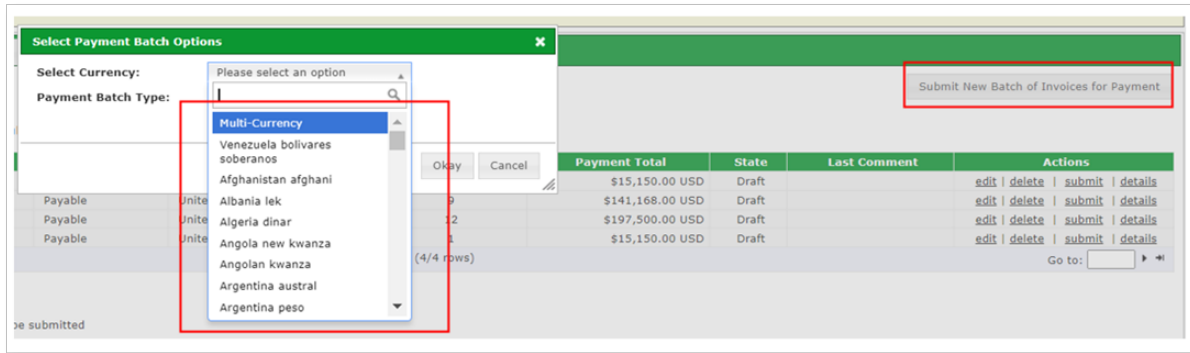 Select Payment Batch Options
Select Currency:
Please select an option
Payment Batch Type:
Submit New Batch of Invoices for Payment
Multi-Currency
Venezuela bolivares
soberanos
Afghanistan afghani
Albania lek
Algeria dinar
Angola new kwanza
Angolan kwanza
Argentina austral
Argentina peso
Okay Cancel
Payment Total State Last Comment Actions
$15,150.00 USD Draft edit | delete | submit | details
Payable Unite 9 $141,168.00 USD Draft edit | delete | submit | details
Payable Unite 12 $197,500.00 USD Draft edit | delete | submit | details
Payable Unite 1 $15,150.00 USD Draft edit | delete | submit | details
(4/4 rows) Go to:
be submitted